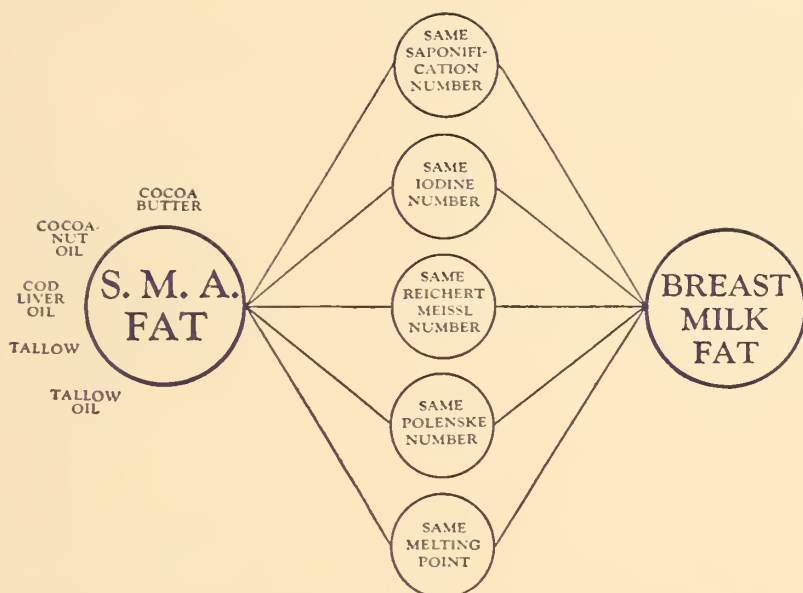 COCOA
BUTTER
COCOA-
NUT
OIL
COD
LIVER
OIL
TALLOW
TALLOW
OIL
S. M. A.
FAT
SAME
SAPONIFI-
CATION
NUMBER
SAME
IODINE
NUMBER
SAME
REICHERT
MEISSL
NUMBER
SAME
POLENSKE
NUMBER
SAME
MELTING
POINT
BREAST
MILK
FAT